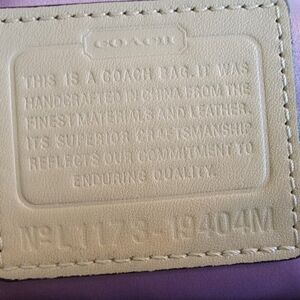 COACH
THIS IS A COACH BAG. IT WAS
HANDCRAFTED IN CHINA FROM THE
FINEST MATERIALS AND LEATHER.
ITS SUPERIOR CRAFTSMANSHIP
REFLECTS OUR COMMITMENT TO
ENDURING QUALITY.
Nº L1173-19404M